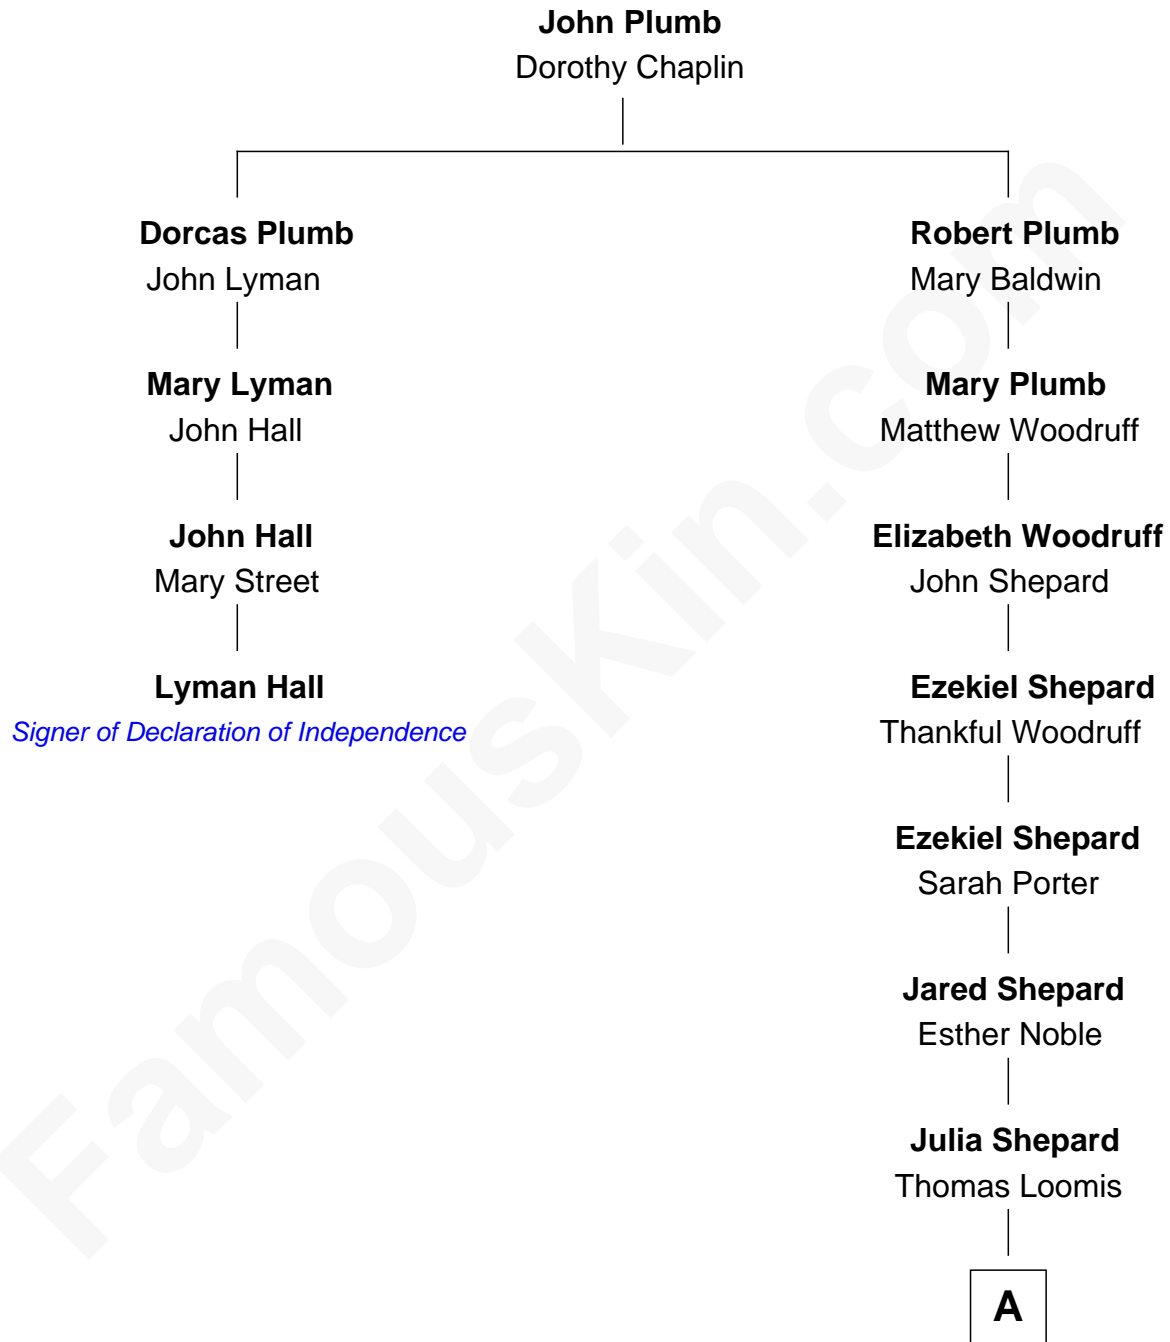 John Plumb
Dorothy Chaplin
Dorcas Plumb
John Lyman
Robert Plumb
Mary Baldwin
Mary Lyman
John Hall
Mary Plumb
Matthew Woodruff
John Hall
Mary Street
Elizabeth Woodruff
John Shepard
Lyman Hall
Signer of Declaration of Independence
Ezekiel Shepard
Thankful Woodruff
Ezekiel Shepard
Sarah Porter
Jared Shepard
Esther Noble
Julia Shepard
Thomas Loomis
A
FamousKin.com